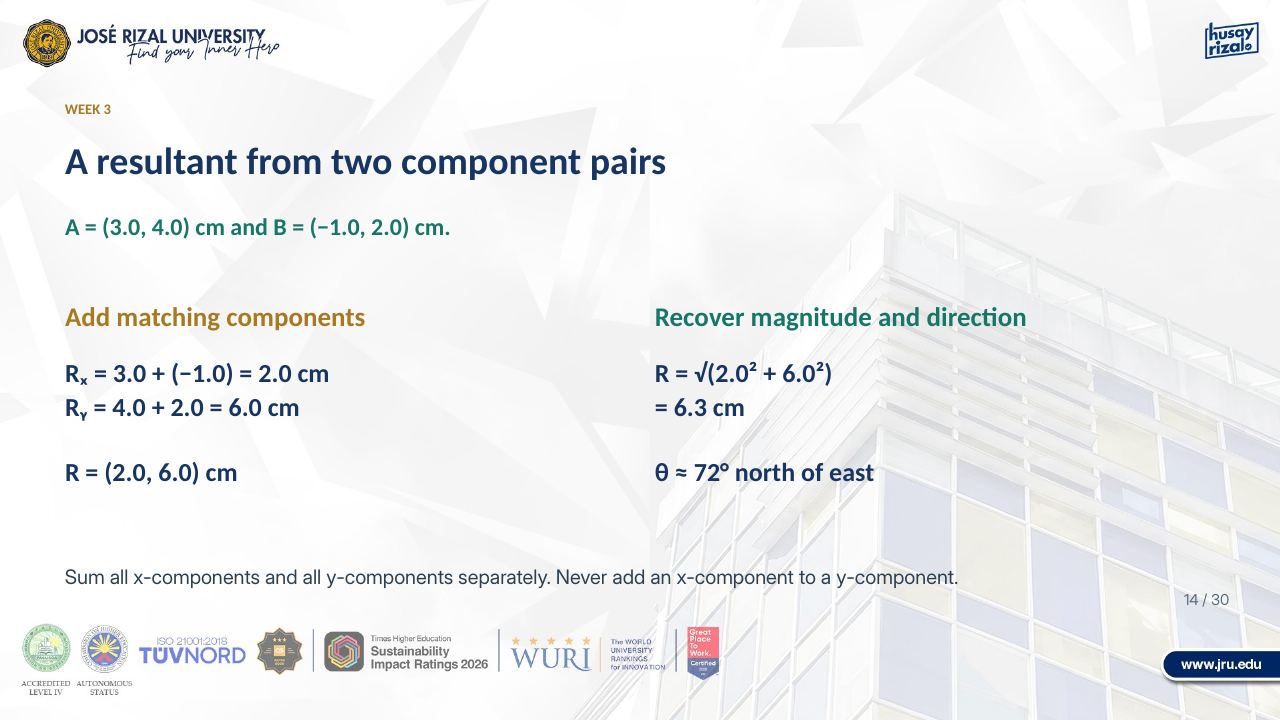 JOSÉ RIZAL UNIVERSITY
Find your Inner Hero
husay
rizal
WEEK 3
A resultant from two component pairs
A = (3.0, 4.0) cm and B = (−1.0, 2.0) cm.
Add matching components
Rₓ = 3.0 + (−1.0) = 2.0 cm
Rᵧ = 4.0 + 2.0 = 6.0 cm
R = (2.0, 6.0) cm
Recover magnitude and direction
R = √(2.0² + 6.0²)
= 6.3 cm
θ ≈ 72° north of east
Sum all x-components and all y-components separately. Never add an x-component to a y-component.
14 / 30
ACCREDITED
LEVEL IV
AUTONOMOUS
STATUS
ISO 21001:2018
TÜVNORD
Times Higher Education
Sustainability
Impact Ratings 2026
WURI
The WORLD
UNIVERSITY
RANKINGS
for INNOVATION
Great
Place
To
Work.
Certified
www.jru.edu